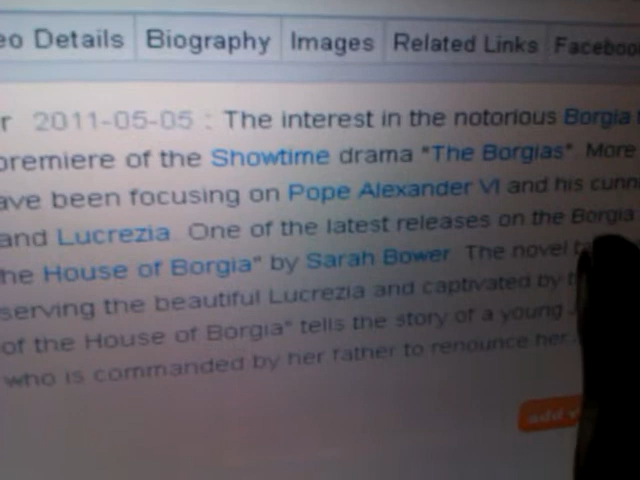 eo Details Biography Images Related Links Faceboo
r 2011-05-05 : The interest in the notorious Borgia
premiere of the Showtime drama "The Borgias" More
ave been focusing on Pope Alexander VI and his cunn
and Lucrezia One of the latest releases on the Borgia
he House of Borgia" by Sarah Bower The novel
serving the beautiful Lucrezia and captivated by
of the House of Borgia" tells the story of a young
who is commanded by her father to renounce her
add